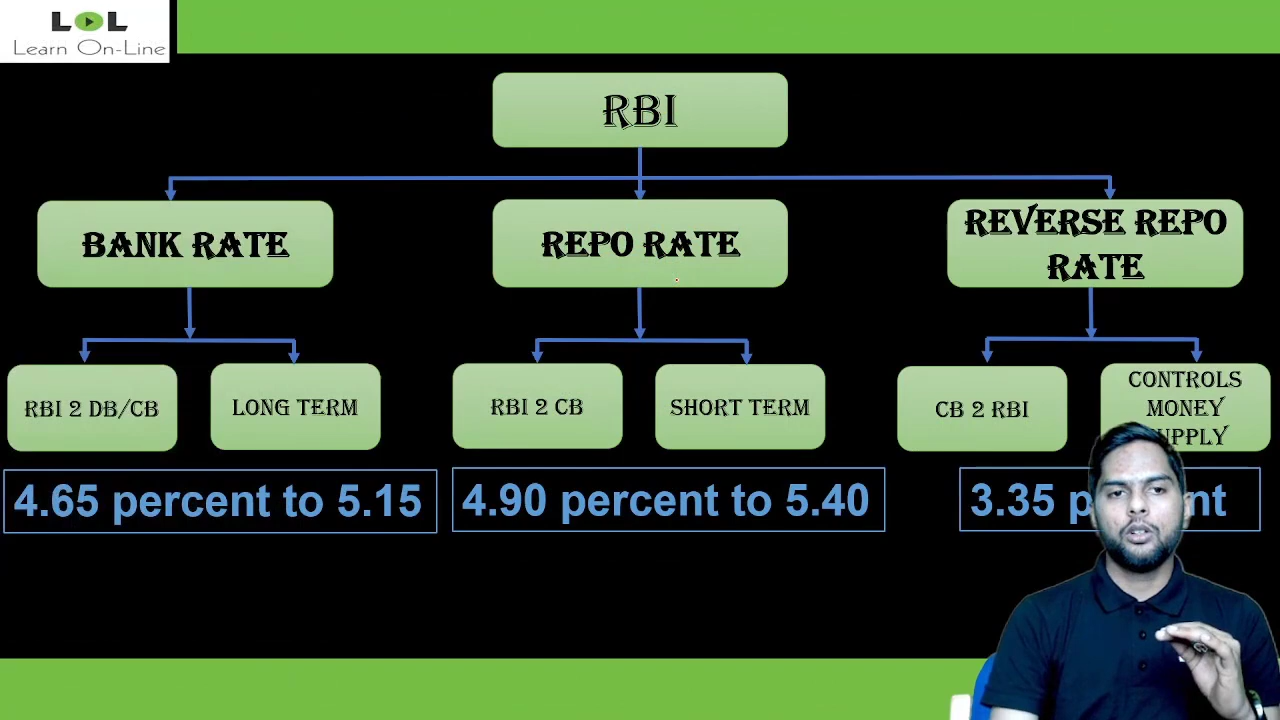 LOL
Learn On-Line
RBI
BANK RATE
REPO RATE
REVERSE REPO
RATE
RBI 2 DB/CB
LONG TERM
RBI 2 CB
SHORT TERM
CB 2 RBI
CONTROLS
MONEY
4.65 percent to 5.15
4.90 percent to 5.40
3.35